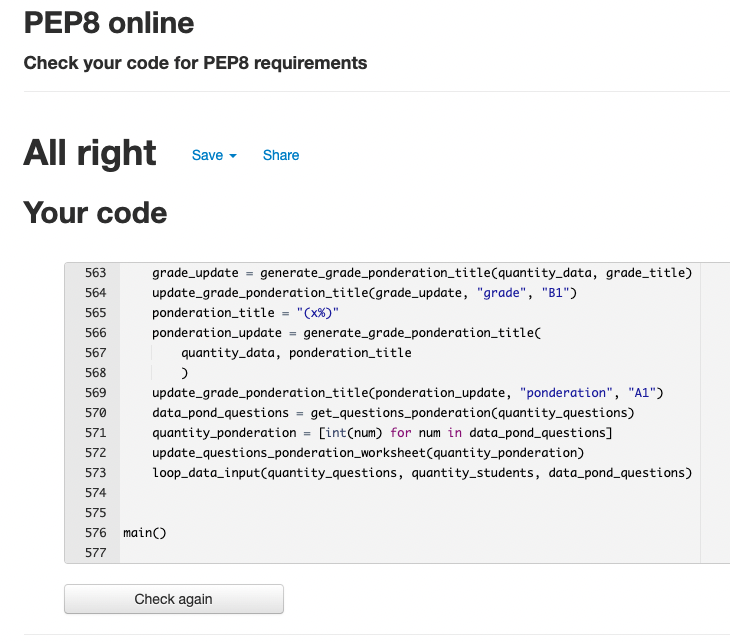 PEP8 online
Check your code for PEP8 requirements
All right Save Share
Your code
563 grade_update = generate_grade_ponderation_title(quantity_data, grade_title)
564 update_grade_ponderation_title(grade_update, "grade", "B1")
565 ponderation_title = "(x%)"
566 ponderation_update = generate_grade_ponderation_title(
567 quantity_data, ponderation_title
568 )
569 update_grade_ponderation_title(ponderation_update, "ponderation", "A1")
570 data_pond_questions = get_questions_ponderation(quantity_questions)
571 quantity_ponderation = [int(num) for num in data_pond_questions]
572 update_questions_ponderation_worksheet(quantity_ponderation)
573 loop_data_input(quantity_questions, quantity_students, data_pond_questions)
574
575
576 main()
577
Check again